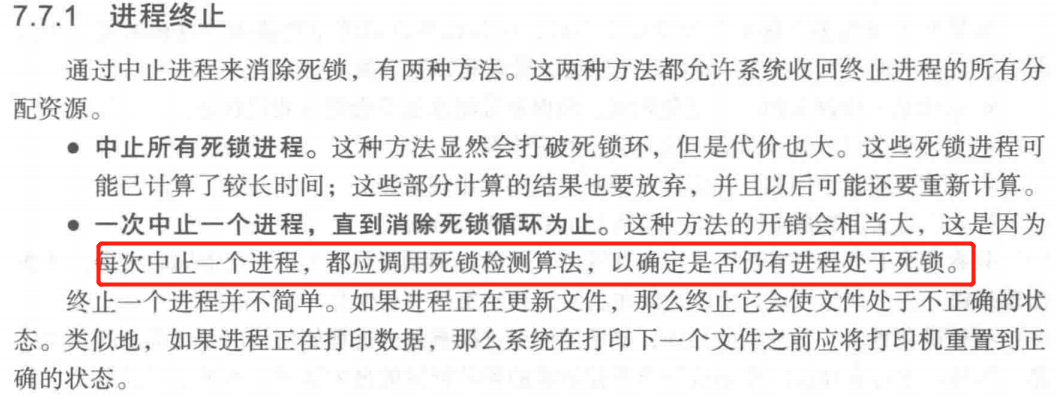 7.7.1 进程终止
通过中止进程来消除死锁，有两种方法。这两种方法都允许系统收回终止进程的所有分
配资源。
● 中止所有死锁进程。这种方法显然会打破死锁环，但是代价也大。这些死锁进程可
能已计算了较长时间；这些部分计算的结果也要放弃，并且以后可能还要重新计算。
● 一次中止一个进程，直到消除死锁循环为止。这种方法的开销会相当大，这是因为
每次中止一个进程，都应调用死锁检测算法，以确定是否仍有进程处于死锁。
终止一个进程并不简单。如果进程正在更新文件，那么终止它会使文件处于不正确的状
态。类似地，如果进程正在打印数据，那么系统在打印下一个文件之前应将打印机重置到正
确的状态。